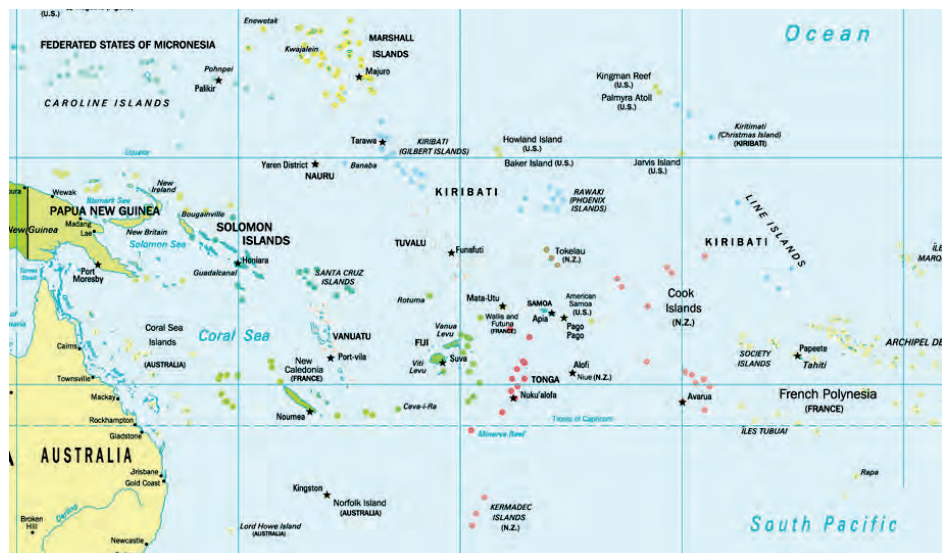 (U.S.)
Enewetak
MARSHALL
ISLANDS
Ocean
FEDERATED STATES OF MICRONESIA
Kwajalein
Pohnpei
Palikir
Majuro
Kingman Reef
(U.S.)
Palmyra Atoll
(U.S.)
CAROLINE ISLANDS
Tarawa
KIRIBATI
(GILBERT ISLANDS)
Howland Island
(U.S.)
Kiritimati
(Christmas Island)
(KIRIBATI)
Equator
Yaren District
NAURU
Banaba
Baker Island (U.S.)
Jarvis Island
(U.S.)
Wewak
New
Ireland
Bismark Sea
KIRIBATI
RAWAKI
(PHOENIX
ISLANDS)
LINE ISLANDS
PAPUA NEW GUINEA
Bougainville
Madang
Lae
New Guinea
New Britain
Solomon Sea
SOLOMON
ISLANDS
TUVALU
Funafuti
Tokelau
(N.Z.)
KIRIBATI
Honiara
Guadalcanal
Port
Moresby
SANTA CRUZ
ISLANDS
Rotuma
Mata-Utu
Wallis and
Futuna
(FRANCE)
SAMOA
Apia
American
Samoa
(U.S.)
Pago
Pago
Cook
Islands
(N.Z.)
Coral Sea
Islands
(AUSTRALIA)
Coral Sea
VANUATU
Port-vila
FIJI
Vanua
Levu
Suva
Viti
Levu
Cairns
New
Caledonia
(FRANCE)
Alofi
Niue (N.Z.)
SOCIETY
ISLANDS
Papeete
Tahiti
ARCHIPEL DE
Townsville
Mackay
TONGA
Nuku'alofa
Avarua
French Polynesia
(FRANCE)
Noumea
Ceva-i-Ra
Rockhampton
Gladstone
Minerva Reef
Tropic of Capricorn
ÎLES TUBUAI
AUSTRALIA
Brisbane
Gold Coast
Rapa
Kingston
Norfolk Island
(AUSTRALIA)
Darling
Broken
Hill
Lord Howe Island
(AUSTRALIA)
KERMADEC
ISLANDS
(N.Z.)
South Pacific
Newcastle